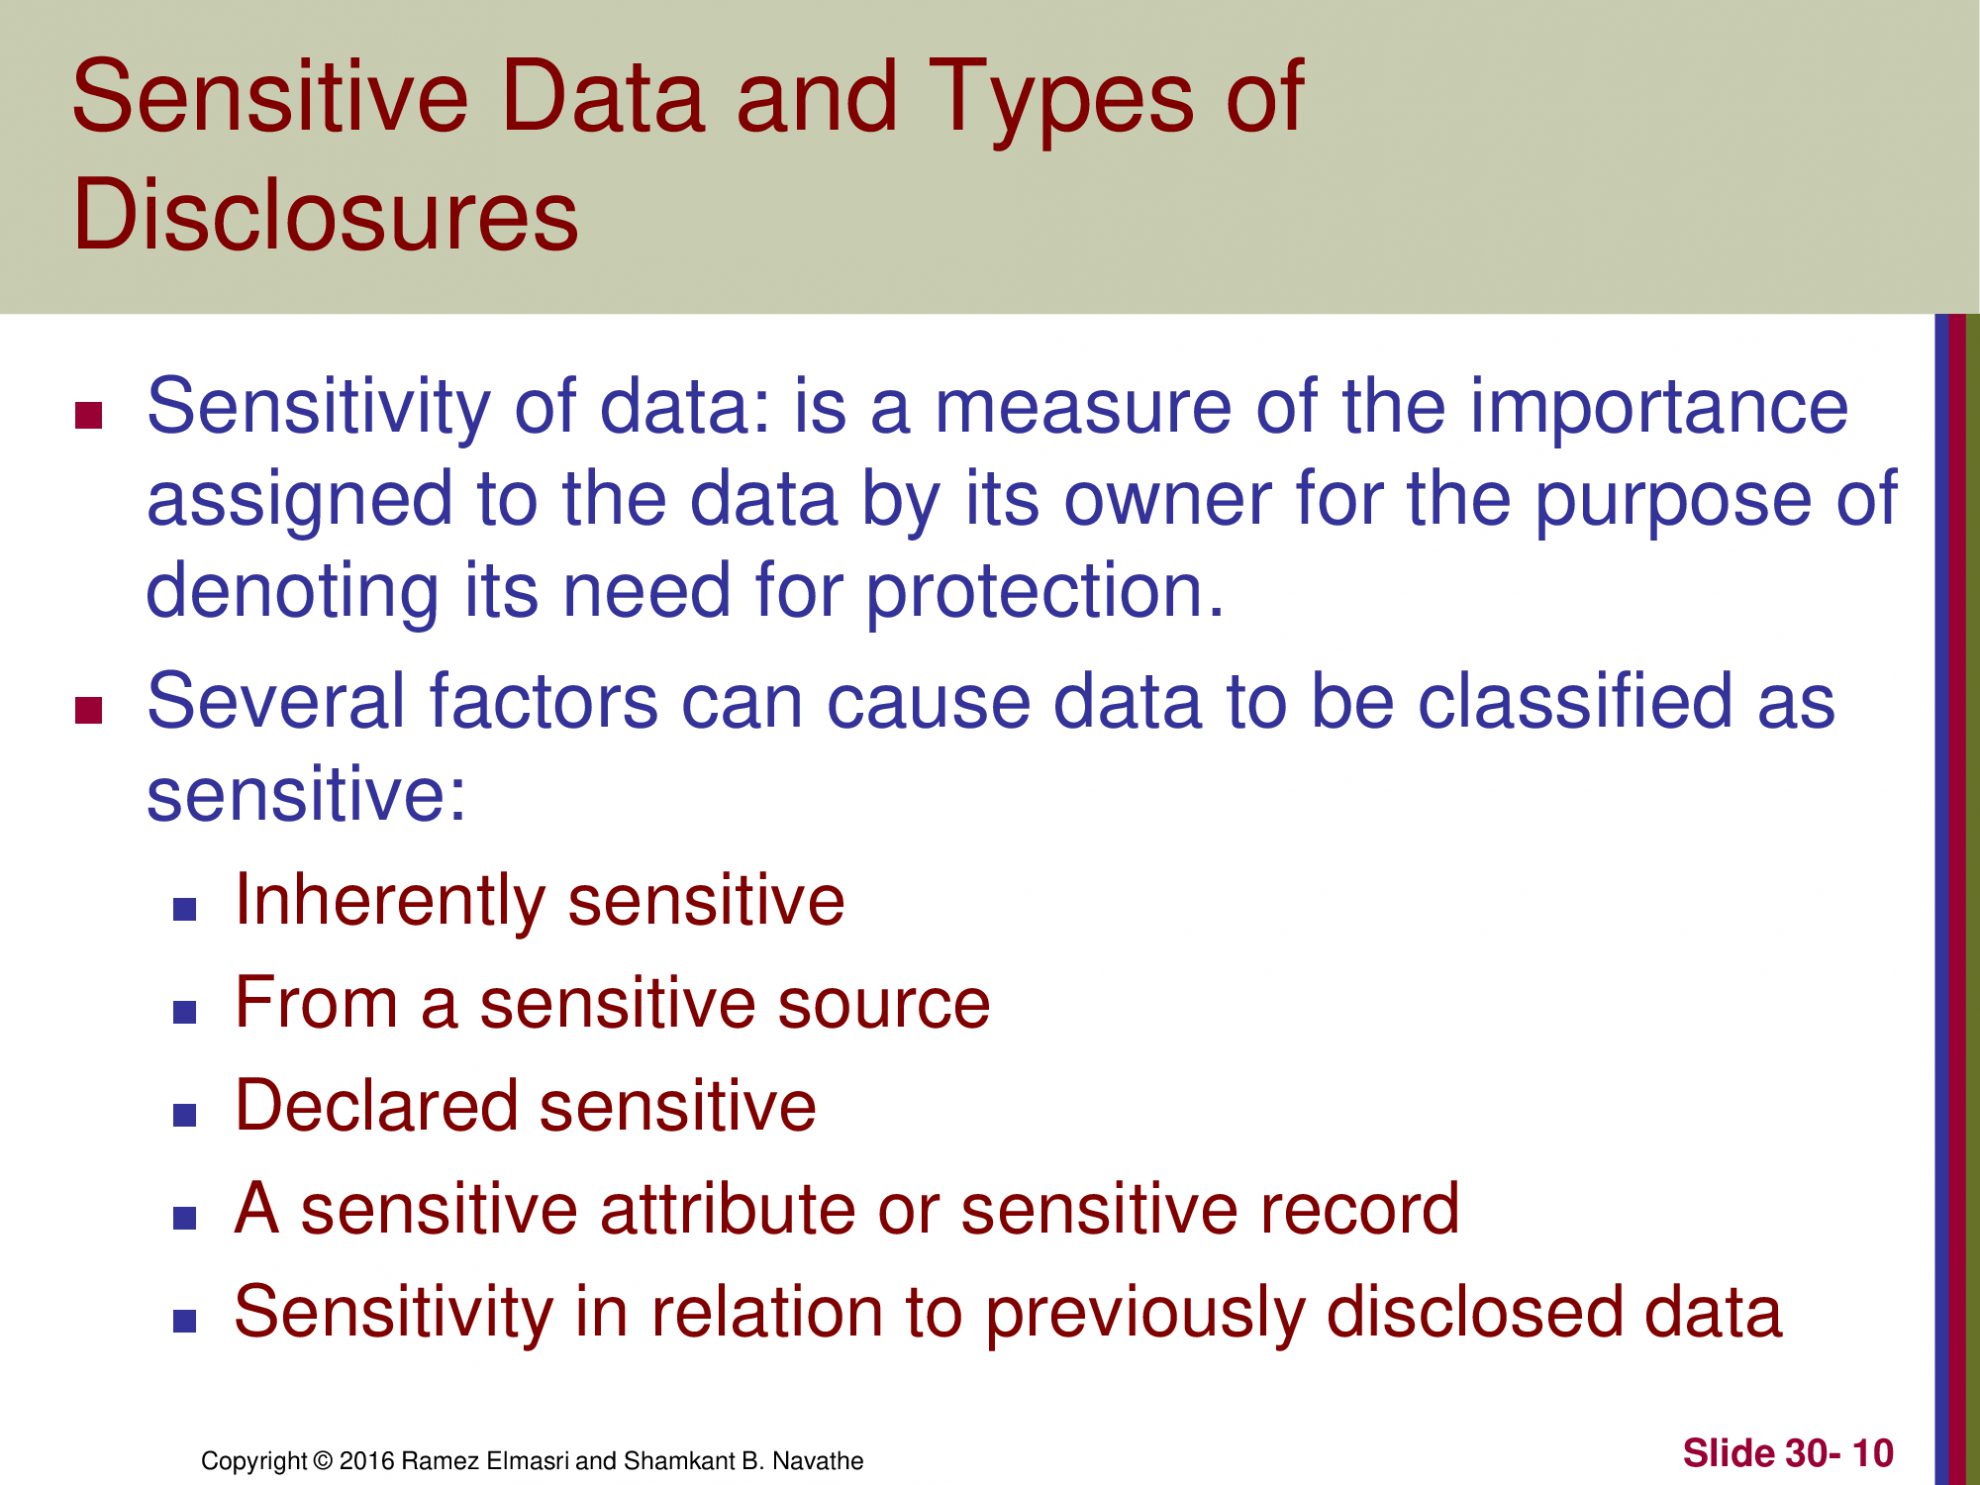 Sensitive Data and Types of
Disclosures
Sensitivity of data: is a measure of the importance
assigned to the data by its owner for the purpose of
denoting its need for protection.
Several factors can cause data to be classified as
sensitive:
Inherently sensitive
From a sensitive source
Declared sensitive
A sensitive attribute or sensitive record
Sensitivity in relation to previously disclosed data
Copyright © 2016 Ramez Elmasri and Shamkant B. Navathe
Slide 30- 10